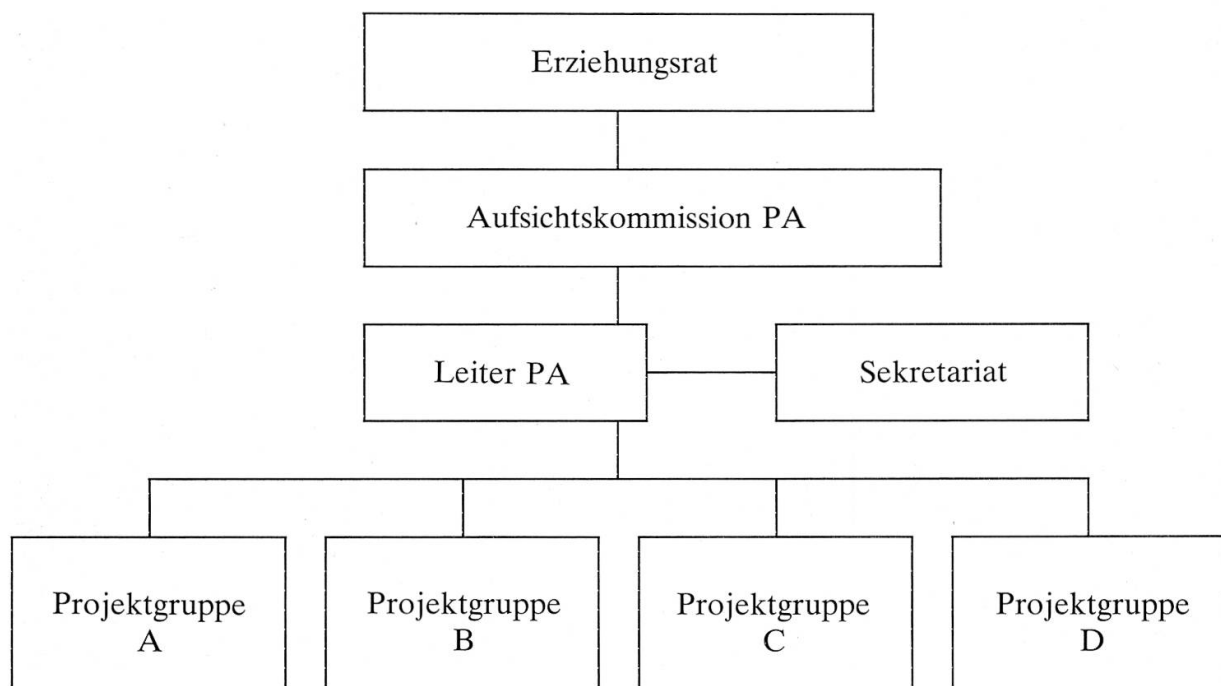 Erziehungsrat
Aufsichtskommission PA
Leiter PA
Sekretariat
Projektgruppe
A
Projektgruppe
B
Projektgruppe
C
Projektgruppe
D